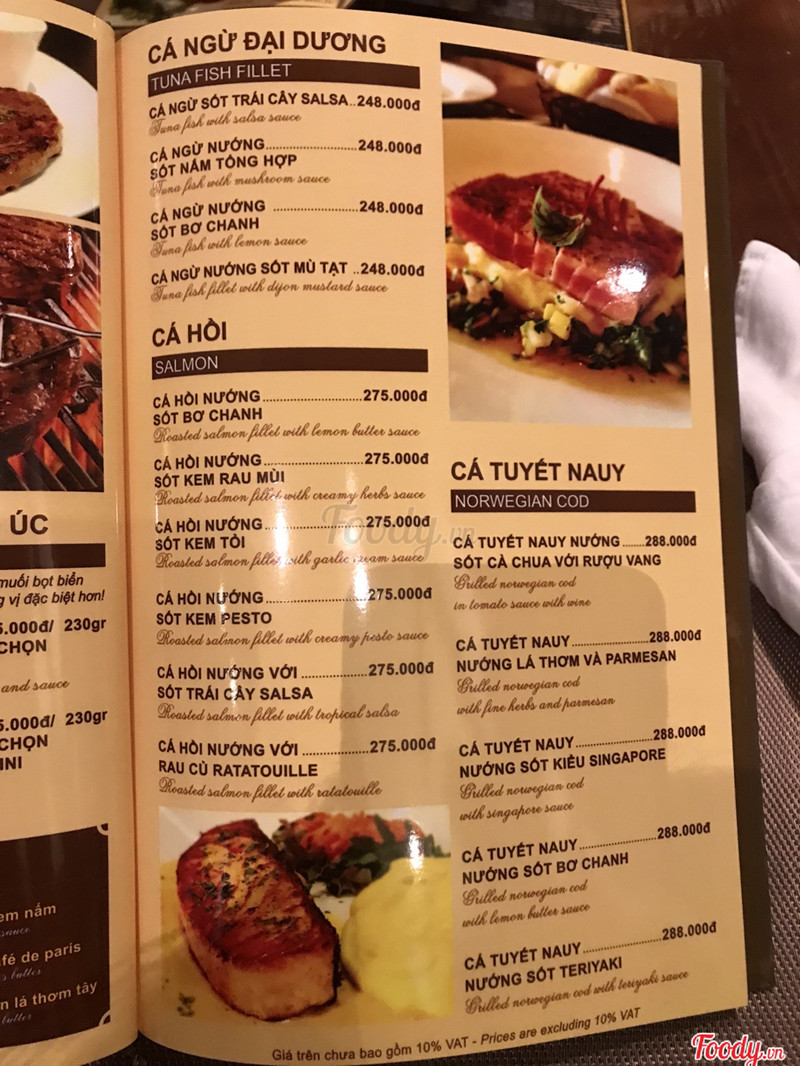 ÚC
muối bọt biển
g vị đặc biệt hơn!
5.000đ/ 230gr
CHỌN
and sauce
5.000đ/ 230gr
CHỌN
INI
em nấm
sauce
afé de paris
butter
n lá thơm tây
butter
CÁ NGỪ ĐẠI DƯƠNG
TUNA FISH FILLET
CÁ NGỪ SỐT TRÁI CÂY SALSA..248.000đ
Tuna fish with salsa sauce
CÁ NGỪ NƯỚNG.....................248.000đ
SỐT NẤM TỔNG HỢP
Tuna fish with mushroom sauce
CÁ NGỪ NƯỚNG ....................248.000đ
SỐT BƠ CHANH
Tuna fish with lemon sauce
CÁ NGỪ NƯỚNG SỐT MÙ TẠT ..248.000đ
Tuna fish fillet with dijon mustard sauce
CÁ HỒI
SALMON
CÁ HỒI NƯỚNG........................275.000đ
SỐT BƠ CHANH
Roasted salmon fillet with lemon butter sauce
CÁ HỒI NƯỚNG........................275.000đ
SỐT KEM RAU MÙI
Roasted salmon fillet with creamy herbs sauce
CÁ HỒI NƯỚNG........................275.000đ
SỐT KEM TỎI
Roasted salmon fillet with garlic cream sauce
CÁ HỒI NƯỚNG........................275.000đ
SỐT KEM PESTO
Roasted salmon fillet with creamy pesto sauce
CÁ HỒI NƯỚNG VỚI .................275.000đ
SỐT TRÁI CÂY SALSA
Roasted salmon fillet with tropical salsa
CÁ HỒI NƯỚNG VỚI .................275.000đ
RAU CỦ RATATOUILLE
Roasted salmon fillet with ratatouille
CÁ TUYẾT NAUY
NORWEGIAN COD
CÁ TUYẾT NAUY NƯỚNG ......288.000đ
SỐT CÀ CHUA VỚI RƯỢU VANG
Grilled norwegian cod
in tomato sauce with wine
CÁ TUYẾT NAUY.....................288.000đ
NƯỚNG LÁ THƠM VÀ PARMESAN
Grilled norwegian cod
with fine herbs and parmesan
CÁ TUYẾT NAUY.....................288.000đ
NƯỚNG SỐT KIỂU SINGAPORE
Grilled norwegian cod
with singapore sauce
CÁ TUYẾT NAUY.....................288.000đ
NƯỚNG SỐT BƠ CHANH
Grilled norwegian cod
with lemon butter sauce
CÁ TUYẾT NAUY.....................288.000đ
NƯỚNG SỐT TERIYAKI
Grilled norwegian cod with teriyaki sauce
Giá trên chưa bao gồm 10% VAT - Prices are excluding 10% VAT
Foody.vn
Foody.vn